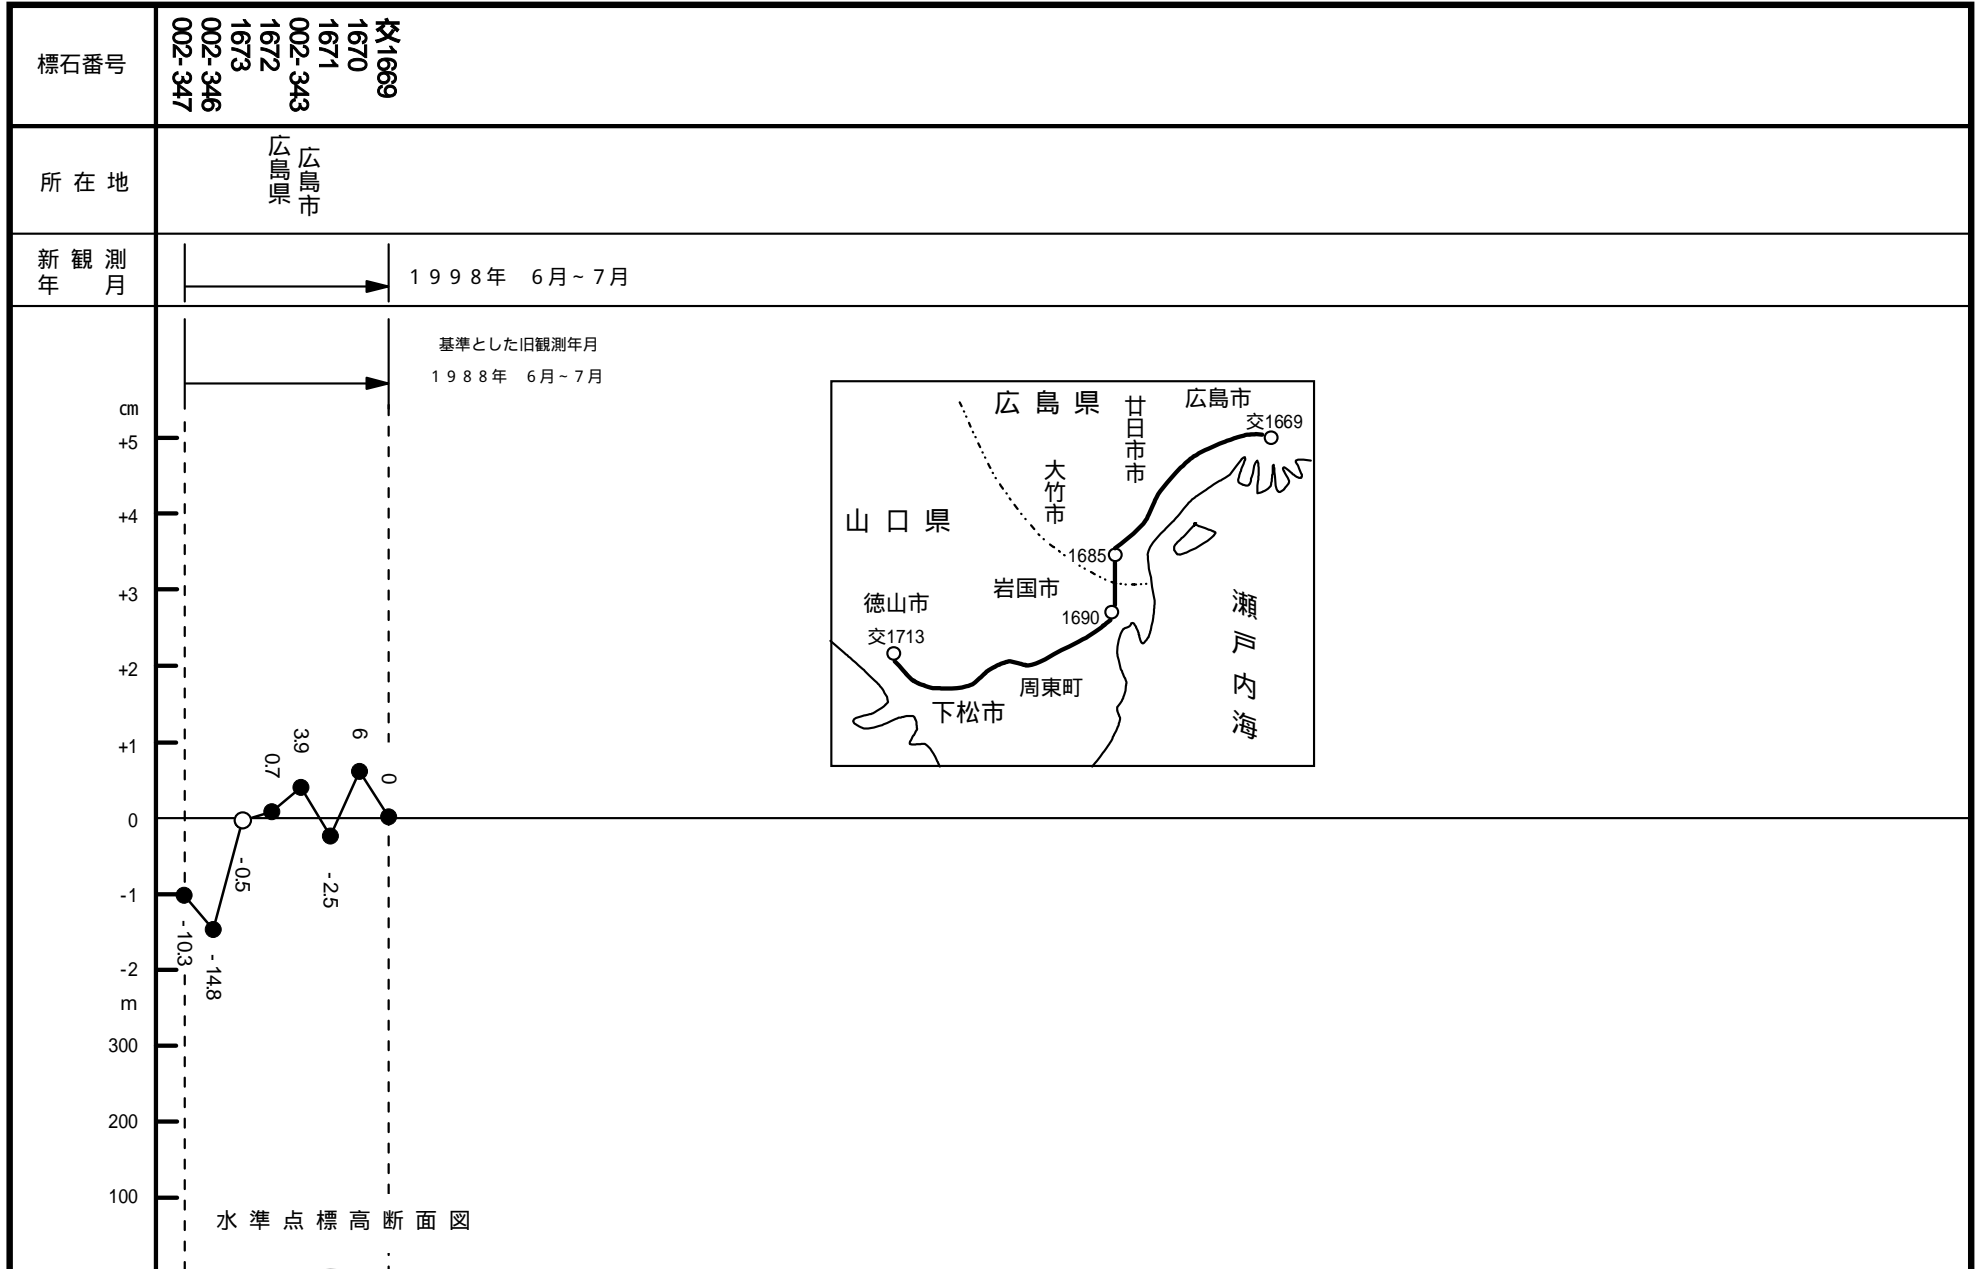 標石番号
002-347
002-346
1673
1672
002-343
1671
1670
交1669
所在地
広島県
広島市
新観測
年 月
1998年 6月~7月
基準とした旧観測年月
1988年 6月~7月
cm
+5
+4
+3
+2
+1
0
-1
-2
m
300
200
100
-10.3
-14.8
-0.5
0.7
3.9
-2.5
6
0
広島県
廿日市市
広島市
交1669
大竹市
山口県
1685
岩国市
徳山市
1690
交1713
周東町
下松市
瀬戸内海
水準点標高断面図